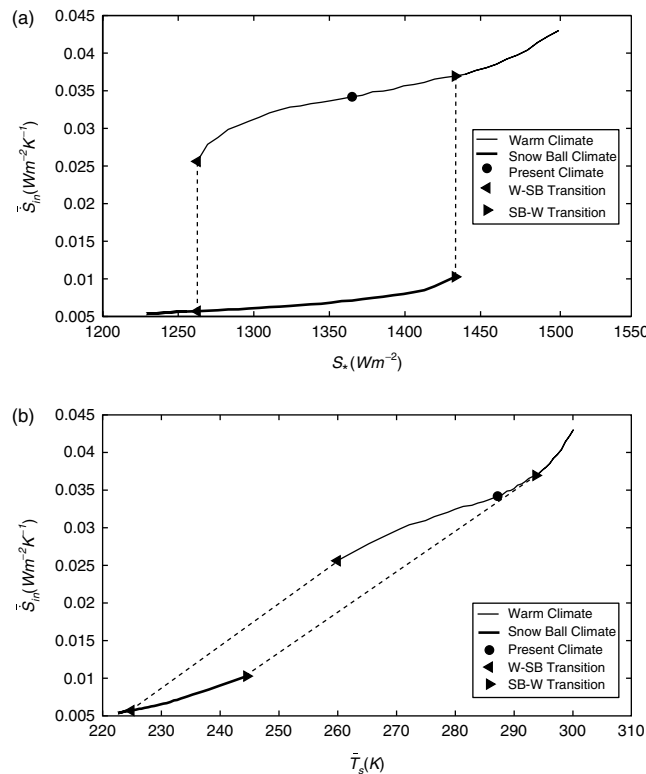 (a)
0.045
0.04
0.035
0.03
0.025
0.02
0.015
0.01
0.005
1200 1250 1300 1350 1400 1450 1500 1550
S̄̇in(Wm−2K−1)
S*(Wm−2)
Warm Climate
Snow Ball Climate
Present Climate
W-SB Transition
SB-W Transition
(b)
0.045
0.04
0.035
0.03
0.025
0.02
0.015
0.01
0.005
220 230 240 250 260 270 280 290 300 310
S̄̇in(Wm−2K−1)
T̄s(K)
Warm Climate
Snow Ball Climate
Present Climate
W-SB Transition
SB-W Transition